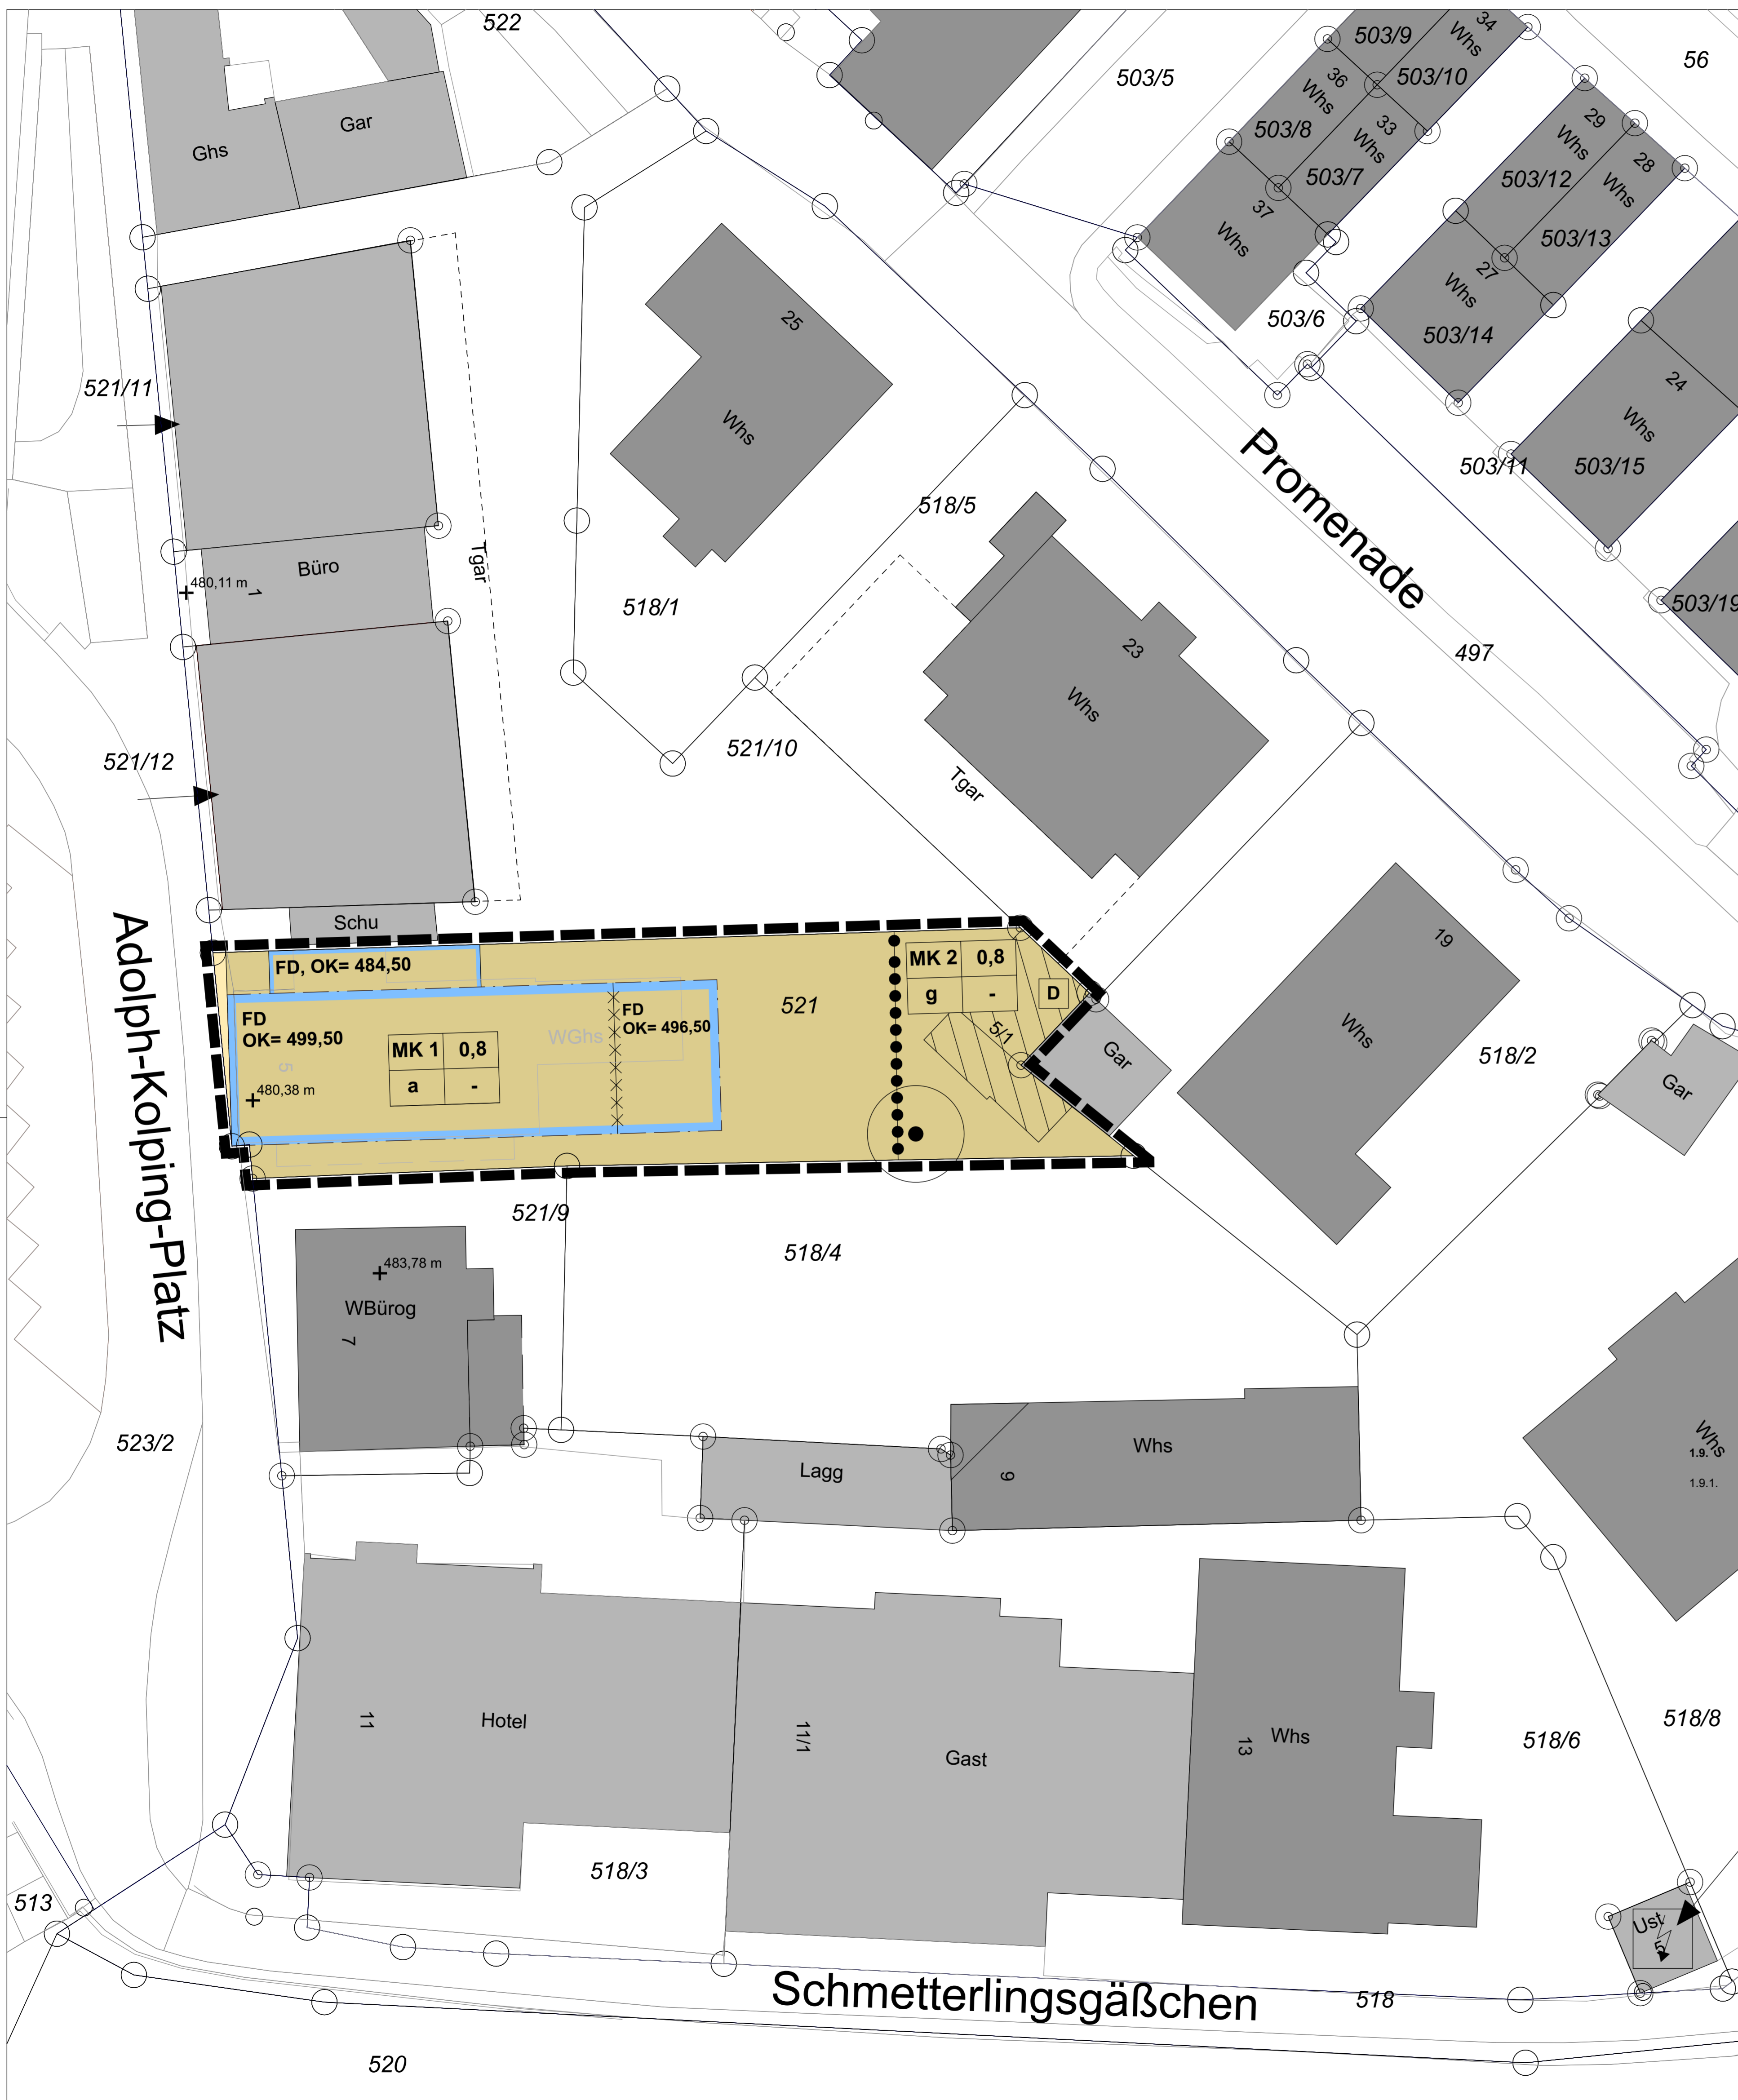 522
503/5
503/9
34
Whs
503/10
56
36
Whs
503/8
33
Whs
503/7
29
Whs
503/12
28
Whs
503/13
37
Whs
27
Whs
503/14
503/6
Ghs
Gar
521/11
25
Whs
24
Whs
503/15
503/11
503/19
Promenade
518/5
Büro
1
480,11 m
Tgar
518/1
23
Whs
497
521/12
521/10
Tgar
Adolph-Kolping-Platz
Schu
FD, OK= 484,50
FD
OK= 499,50
MK 1 0,8
a -
480,38 m
5
WGhs
FD
OK= 496,50
521
MK 2 0,8
g -
D
5/1
Gar
19
Whs
518/2
Gar
521/9
518/4
483,78 m
WBürog
7
523/2
Lagg
9
Whs
Whs
1.9.
1.9.1.
11
Hotel
11/1
Gast
13
Whs
518/6
518/8
518/3
513
Ust
5
Schmetterlingsgäßchen
518
520